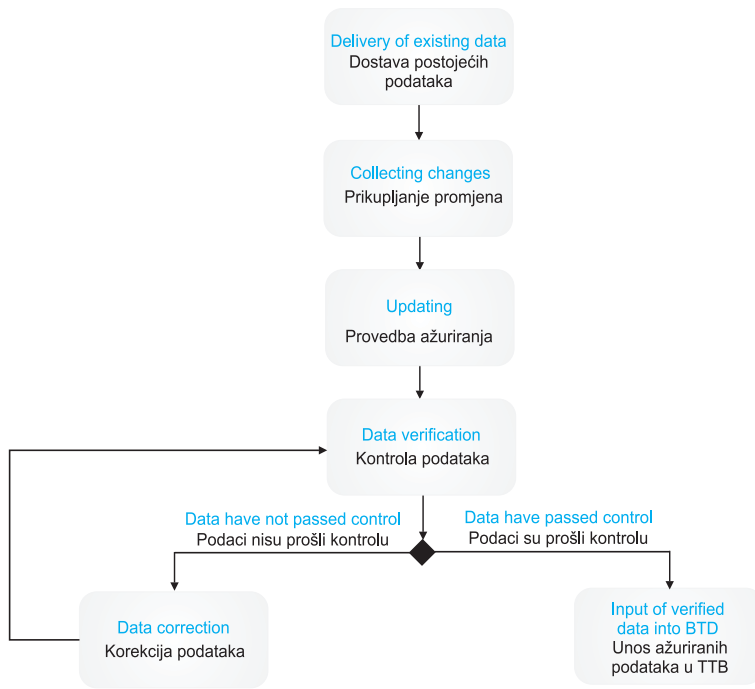 Delivery of existing data
Dostava postojećih
podataka
Collecting changes
Prikupljanje promjena
Updating
Provedba ažuriranja
Data verification
Kontrola podataka
Data have not passed control
Podaci nisu prošli kontrolu
Data have passed control
Podaci su prošli kontrolu
Data correction
Korekcija podataka
Input of verified
data into BTD
Unos ažuriranih
podataka u TTB